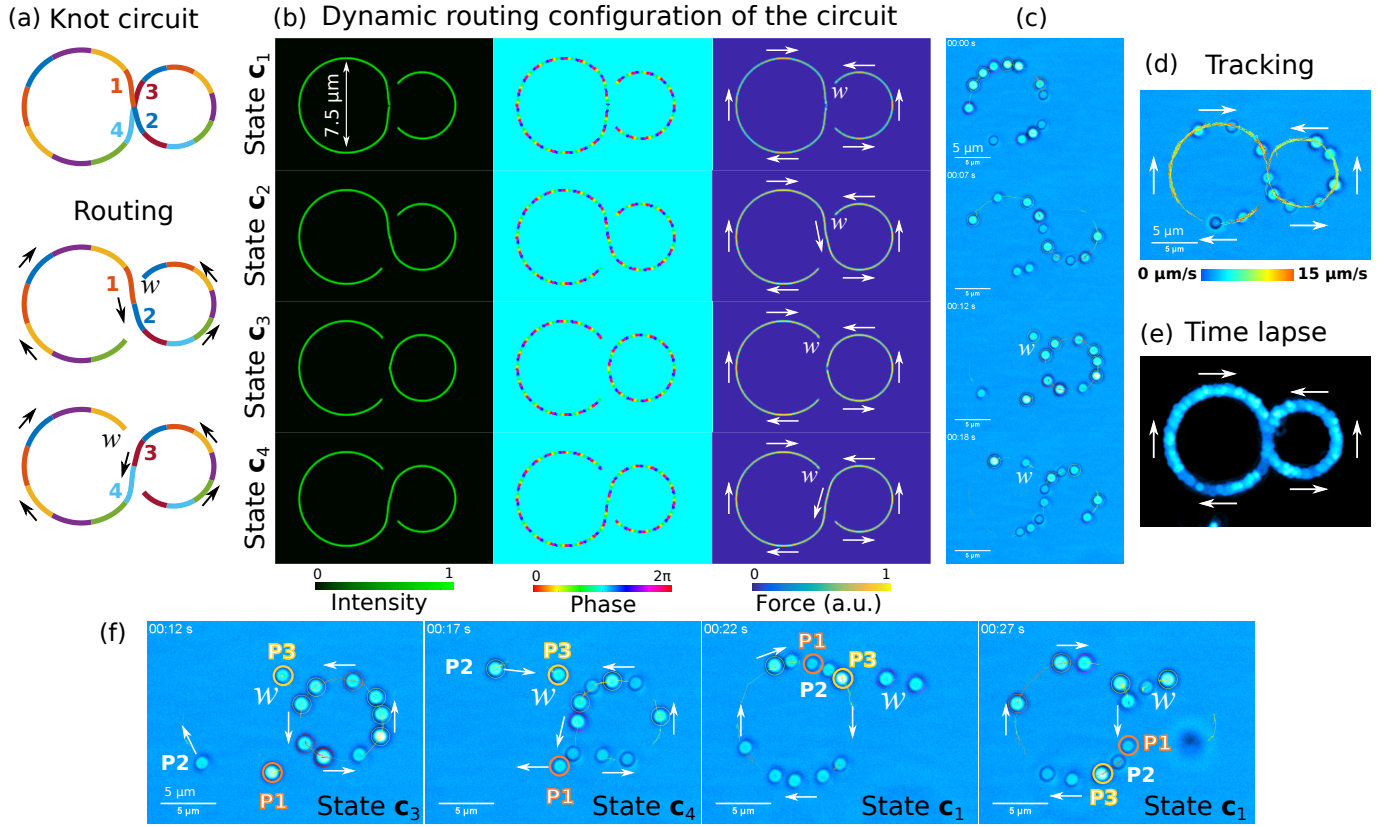 (a) Knot circuit
1
3
4
2
Routing
1
w
2
w
3
4
(b) Dynamic routing configuration of the circuit
State c1
7.5 µm
w
State c2
w
State c3
w
State c4
w
0 1
Intensity
0 2π
Phase
0 1
Force (a.u.)
(c)
00:00 s
5 µm
5 µm
00:07 s
5 µm
00:12 s
w
5 µm
00:18 s
w
5 µm
(d) Tracking
5 µm
5 µm
0 µm/s 15 µm/s
(e) Time lapse
(f)
00:12 s
P3
w
P2
P1
5 µm
5 µm
State c3
00:17 s
P3
P2
w
P1
5 µm
State c4
00:22 s
P1
P3
P2
w
5 µm
State c1
00:27 s
w
P1
P2
P3
5 µm
State c1